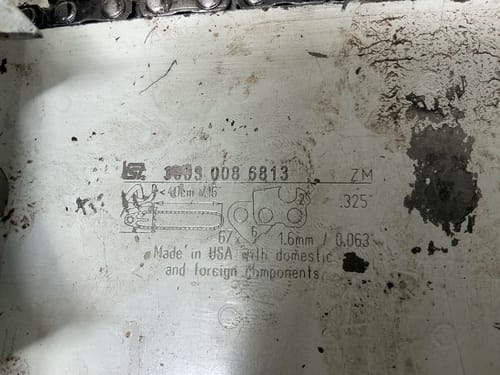 3003 008 6813 ZM
40cm /16" .325"
67x 1.6mm / 0.063"
Made in USA with domestic
and foreign components